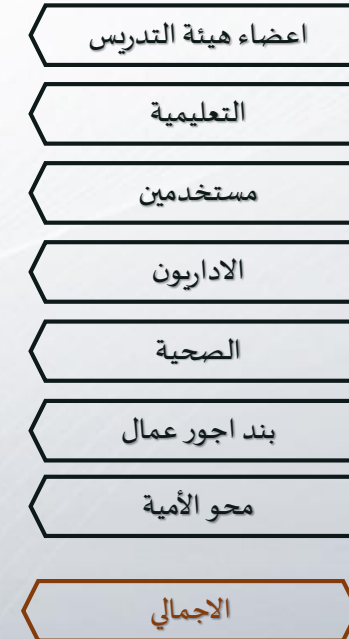 اعضاء هيئة التدريس
التعليمية
مستخدمين
الاداريون
الصحية
بند اجور عمال
محو الأمية
الاجمالي